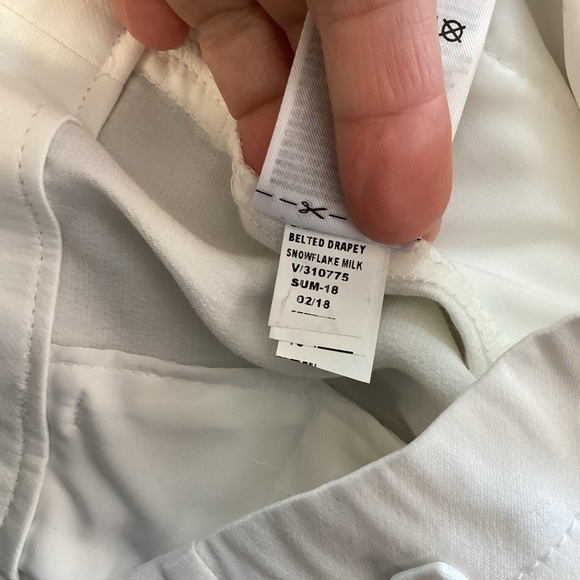 BELTED DRAPEY
SNOWFLAKE MILK
V/310775
SUM-18
02/18